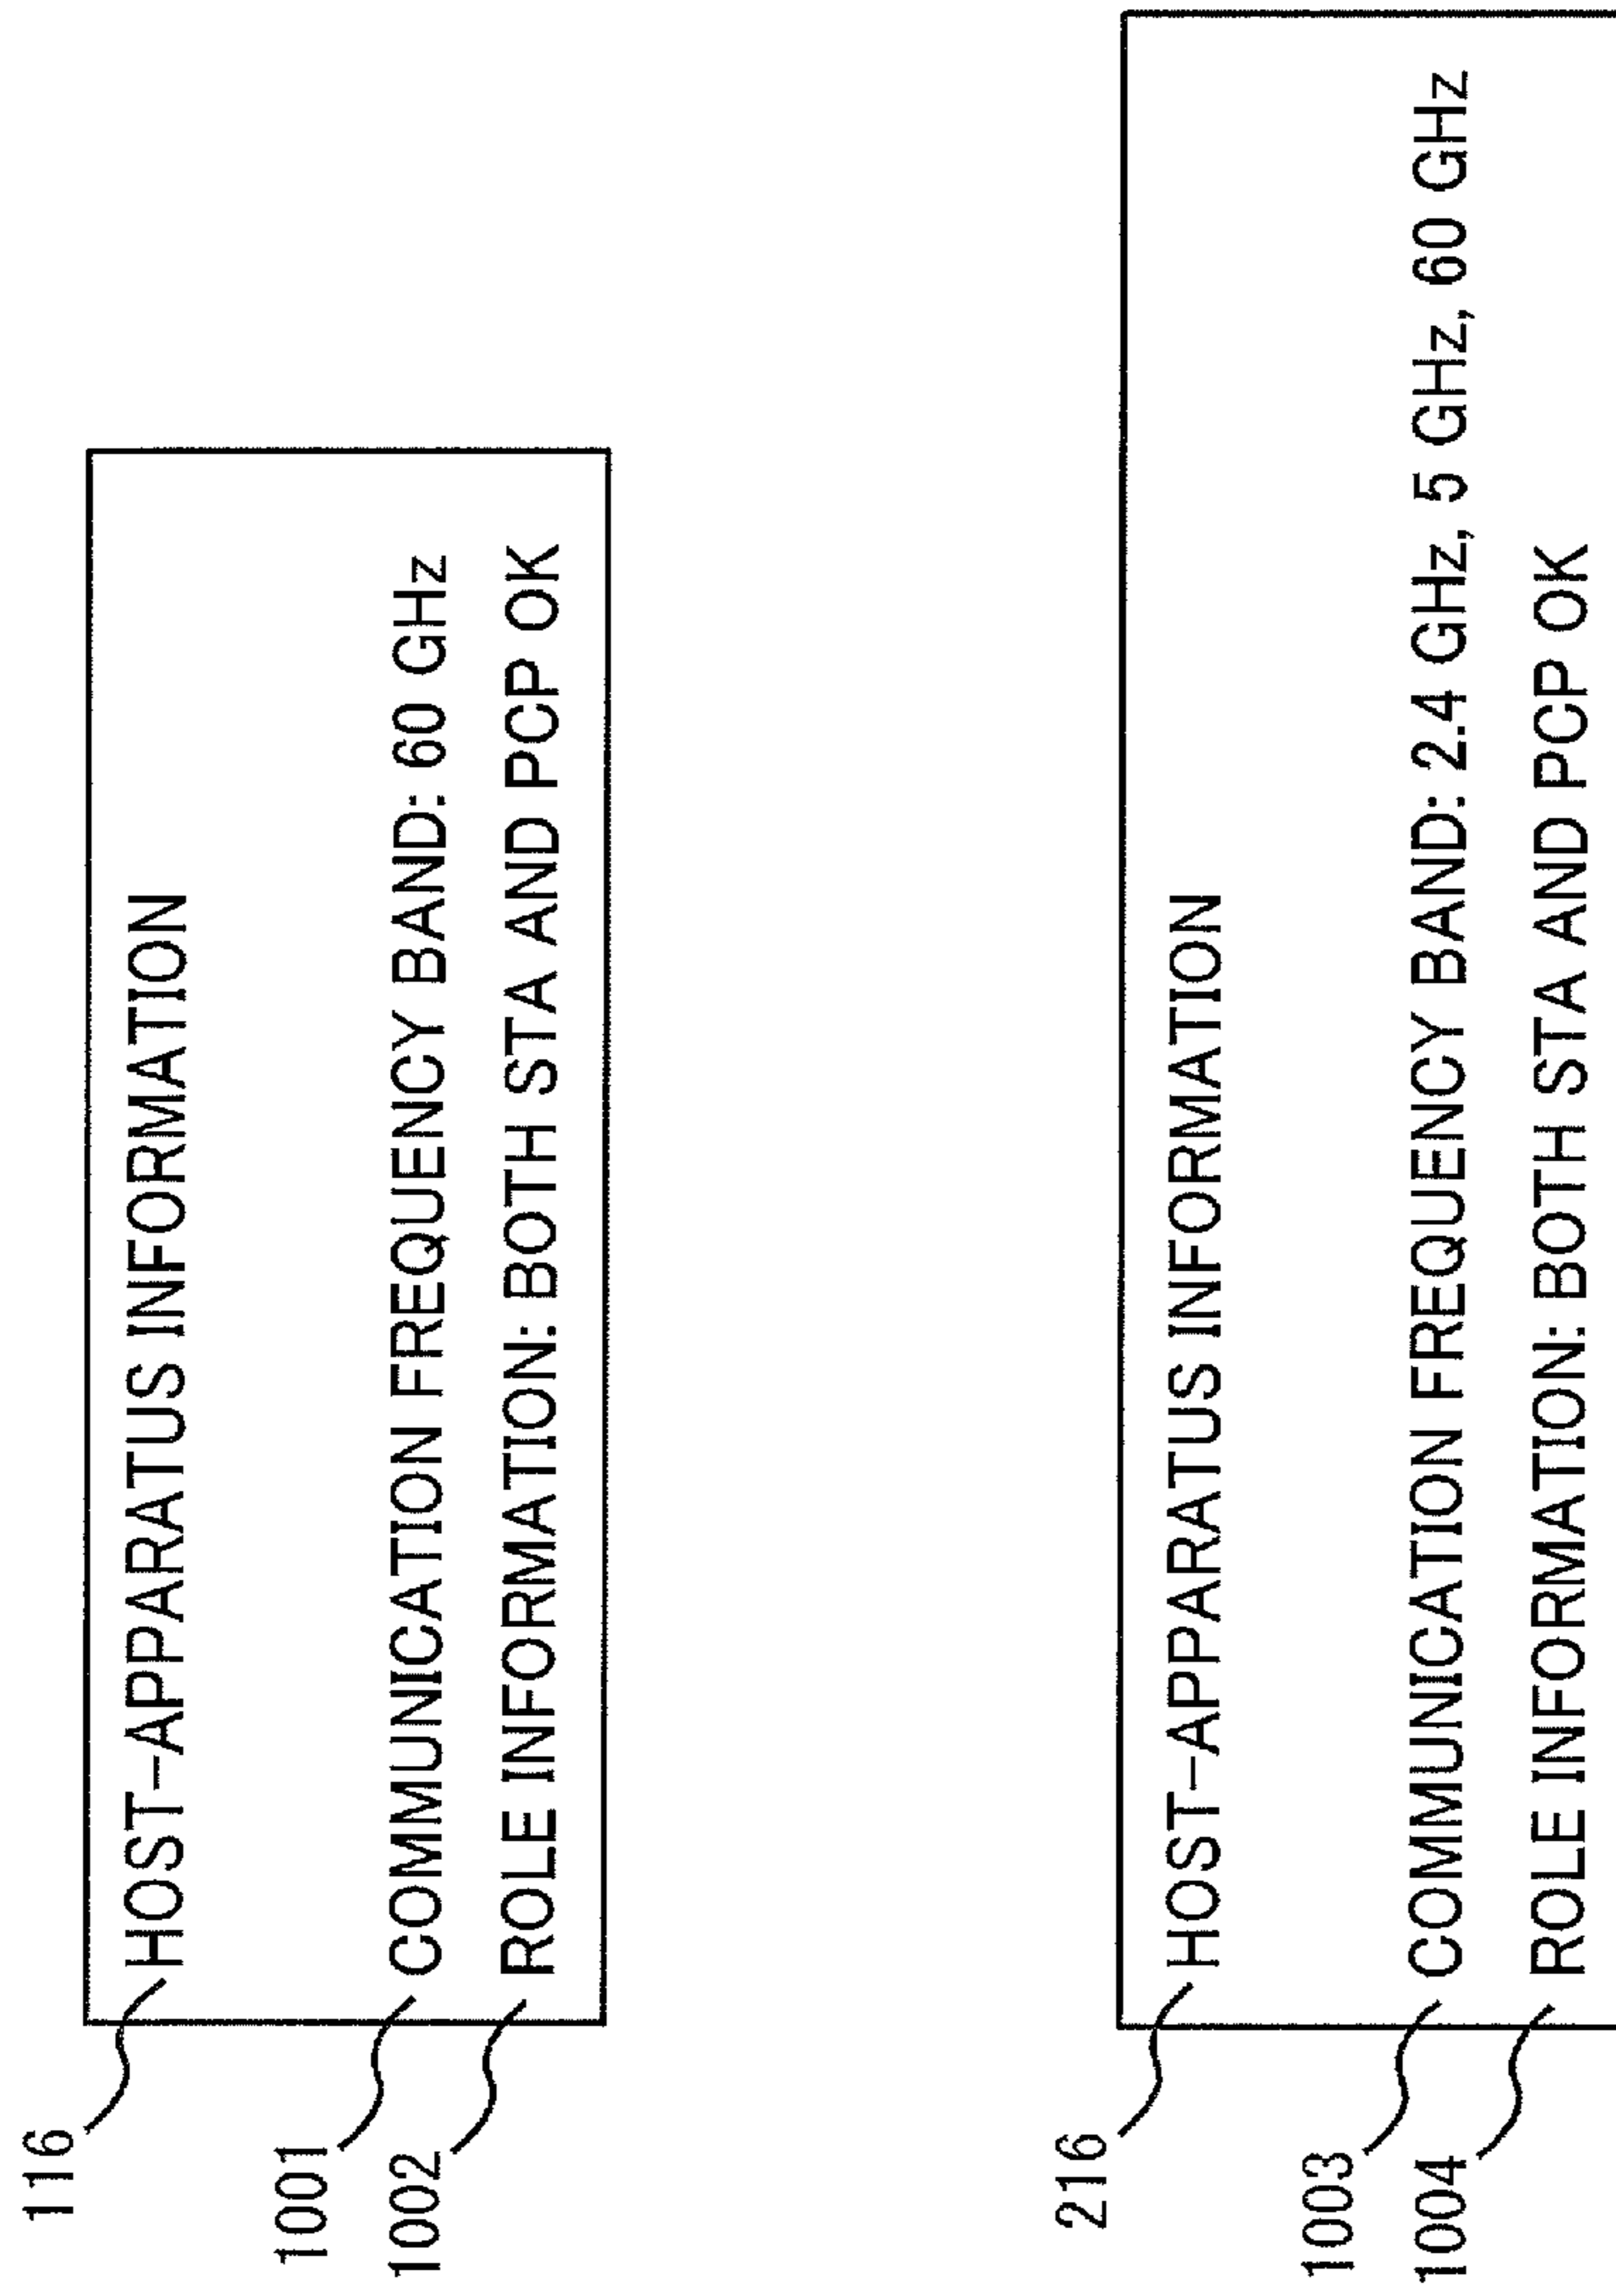 116
HOST-APPARATUS INFORMATION
1001
COMMUNICATION FREQUENCY BAND: 60 GHz
1002
ROLE INFORMATION: BOTH STA AND PCP OK
216
HOST-APPARATUS INFORMATION
1003
COMMUNICATION FREQUENCY BAND: 2.4 GHz, 5 GHz, 60 GHz
1004
ROLE INFORMATION: BOTH STA AND PCP OK